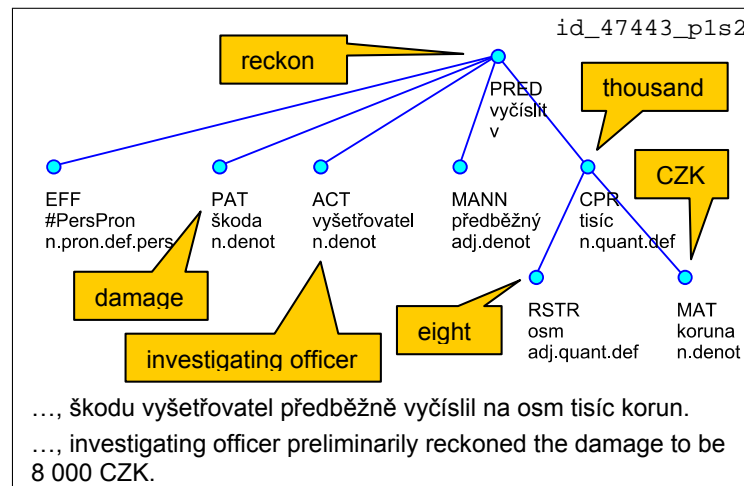 id_47443_p1s2
reckon
PRED
vyčíslit
v
thousand
CZK
EFF
#PersPron
n.pron.def.pers
PAT
škoda
n.denot
ACT
vyšetřovatel
n.denot
MANN
předběžný
adj.denot
CPR
tisíc
n.quant.def
damage
investigating officer
eight
RSTR
osm
adj.quant.def
MAT
koruna
n.denot
…, škodu vyšetřovatel předběžně vyčíslil na osm tisíc korun.
…, investigating officer preliminarily reckoned the damage to be
8 000 CZK.